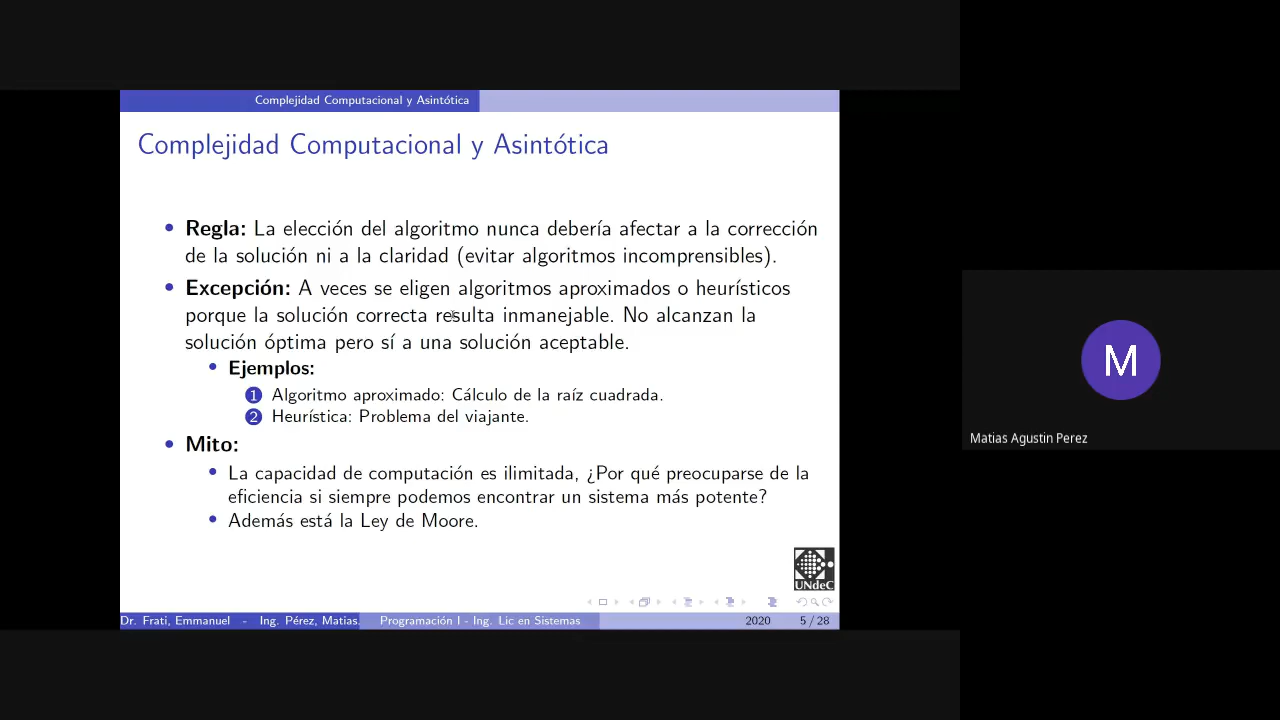 Complejidad Computacional y Asintótica
Complejidad Computacional y Asintótica
• Regla: La elección del algoritmo nunca debería afectar a la corrección
de la solución ni a la claridad (evitar algoritmos incomprensibles).
• Excepción: A veces se eligen algoritmos aproximados o heurísticos
porque la solución correcta resulta inmanejable. No alcanzan la
solución óptima pero sí a una solución aceptable.
• Ejemplos:
1 Algoritmo aproximado: Cálculo de la raíz cuadrada.
2 Heurística: Problema del viajante.
• Mito:
• La capacidad de computación es ilimitada, ¿Por qué preocuparse de la
eficiencia si siempre podemos encontrar un sistema más potente?
• Además está la Ley de Moore.
UNdeC
Dr. Frati, Emmanuel - Ing. Pérez, Matias. Programación I - Ing. Lic en Sistemas 2020 5 / 28
M
Matias Agustin Perez